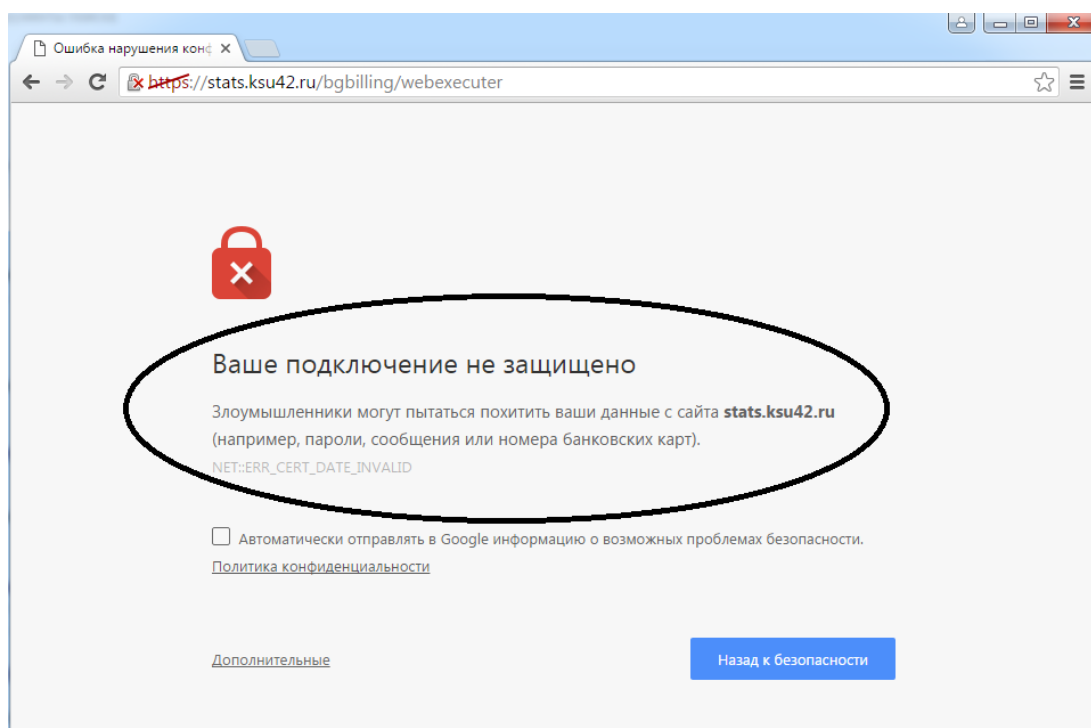 Ошибка нарушения конф
https://stats.ksu42.ru/bgbilling/webexecuter
Ваше подключение не защищено
Злоумышленники могут пытаться похитить ваши данные с сайта stats.ksu42.ru
(например, пароли, сообщения или номера банковских карт).
NET::ERR_CERT_DATE_INVALID
Автоматически отправлять в Google информацию о возможных проблемах безопасности.
Политика конфиденциальности
Дополнительные
Назад к безопасности